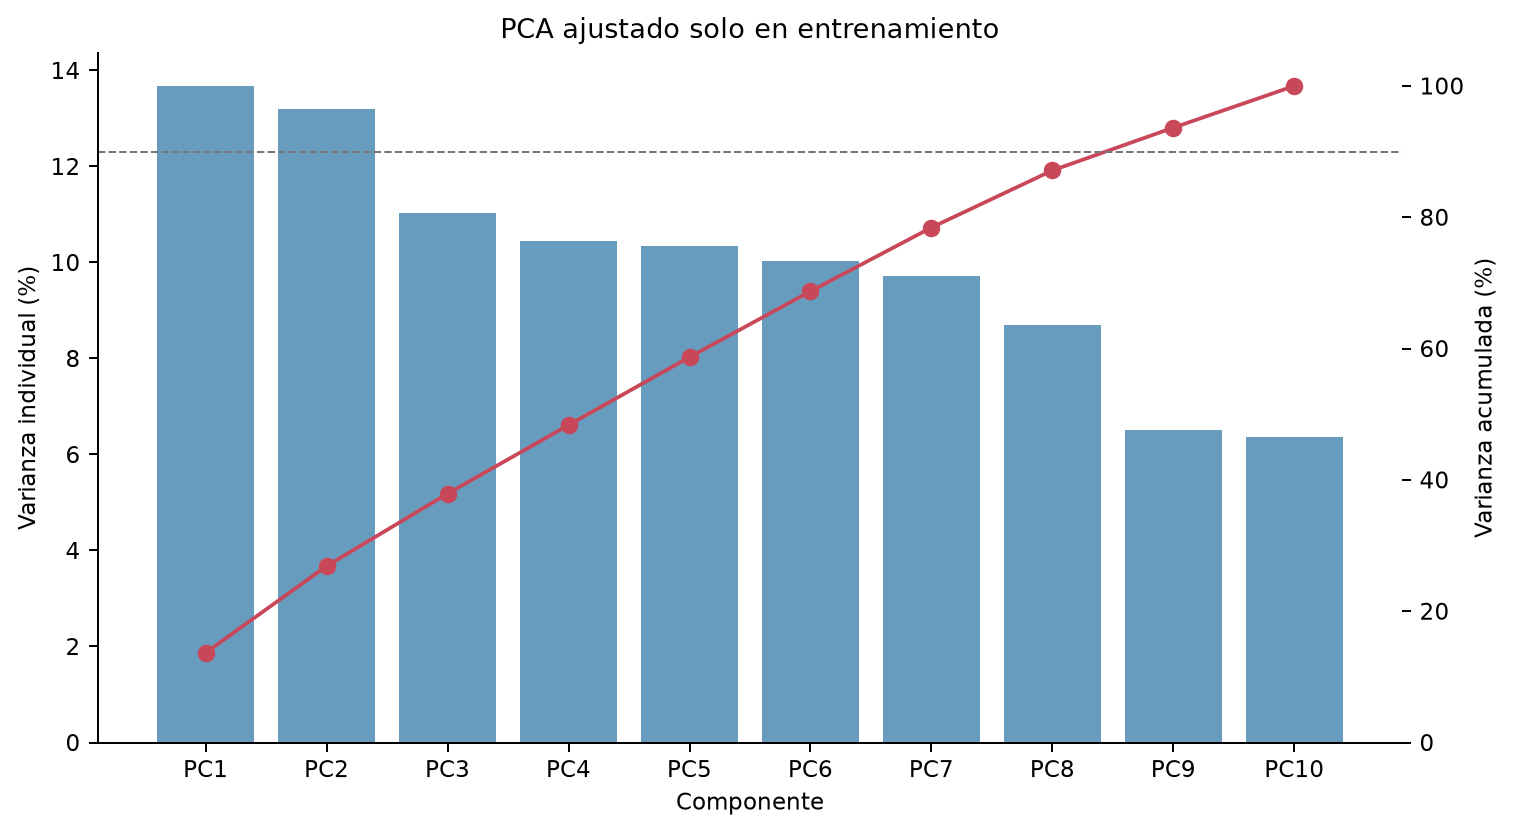 PCA ajustado solo en entrenamiento
14
12
10
8
6
4
2
0
Varianza individual (%)
100
80
60
40
20
0
Varianza acumulada (%)
PC1 PC2 PC3 PC4 PC5 PC6 PC7 PC8 PC9 PC10
Componente